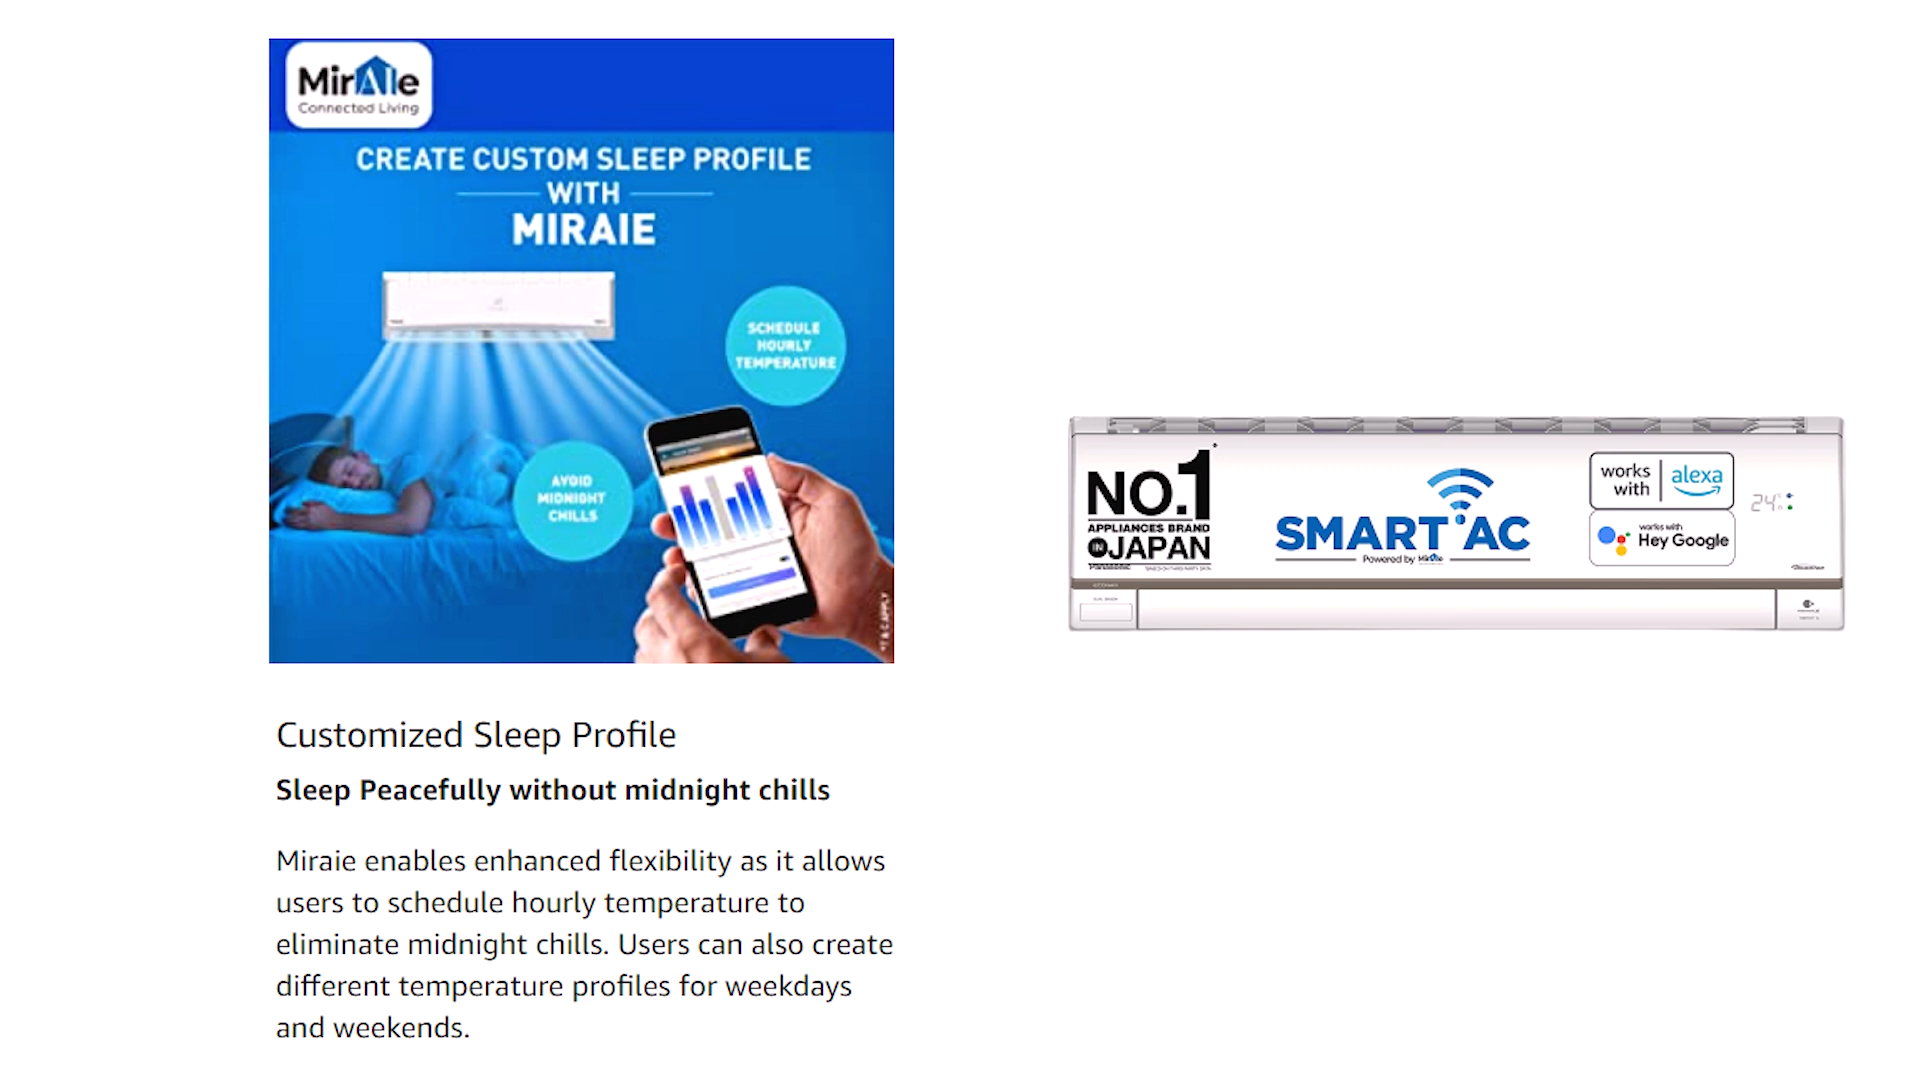 MirAIe
Connected Living
CREATE CUSTOM SLEEP PROFILE
WITH
MIRAIE
SCHEDULE
HOURLY
TEMPERATURE
AVOID
MIDNIGHT
CHILLS
*T & C APPLY
Customized Sleep Profile
Sleep Peacefully without midnight chills
Miraie enables enhanced flexibility as it allows
users to schedule hourly temperature to
eliminate midnight chills. Users can also create
different temperature profiles for weekdays
and weekends.
NO.1*
APPLIANCES BRAND
IN JAPAN
Panasonic
SMART AC
Powered by MirAIe
works with alexa
works with
Hey Google
24°